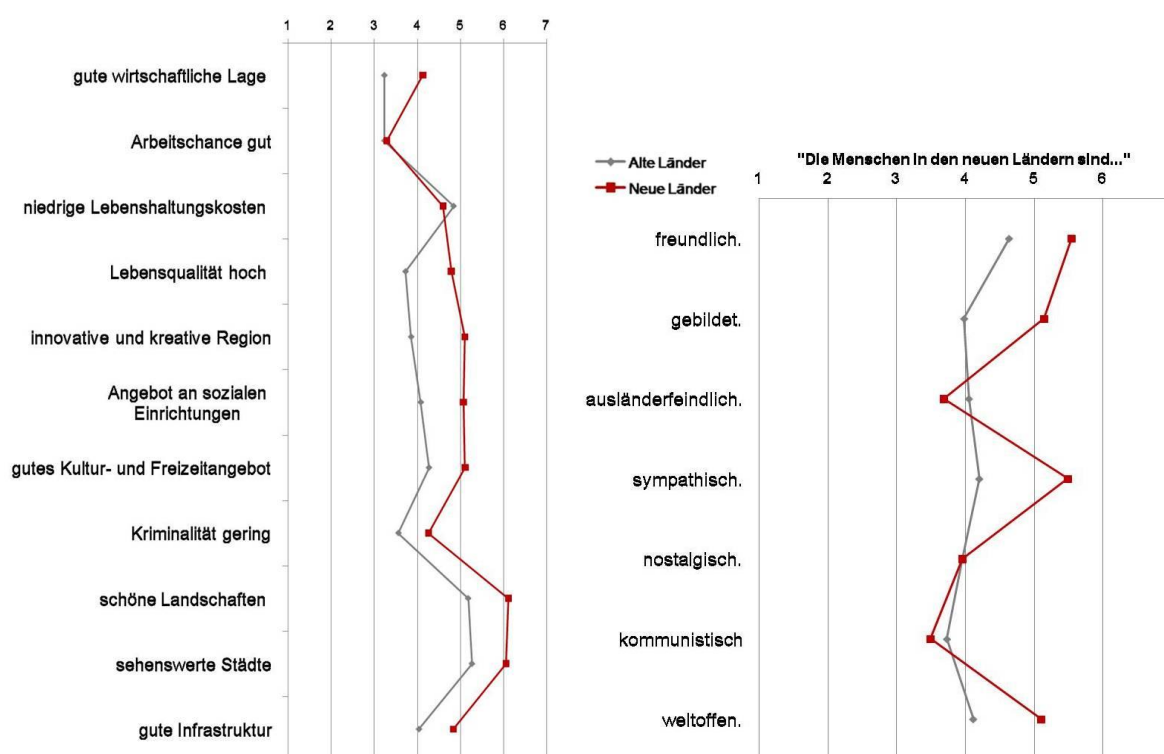 1 2 3 4 5 6 7
gute wirtschaftliche Lage
Arbeitschance gut
niedrige Lebenshaltungskosten
Lebensqualität hoch
innovative und kreative Region
Angebot an sozialen
Einrichtungen
gutes Kultur- und Freizeitangebot
Kriminalität gering
schöne Landschaften
sehenswerte Städte
gute Infrastruktur
Alte Länder
Neue Länder
"Die Menschen in den neuen Ländern sind..."
1 2 3 4 5 6
freundlich.
gebildet.
ausländerfeindlich.
sympathisch.
nostalgisch.
kommunistisch
weltoffen.